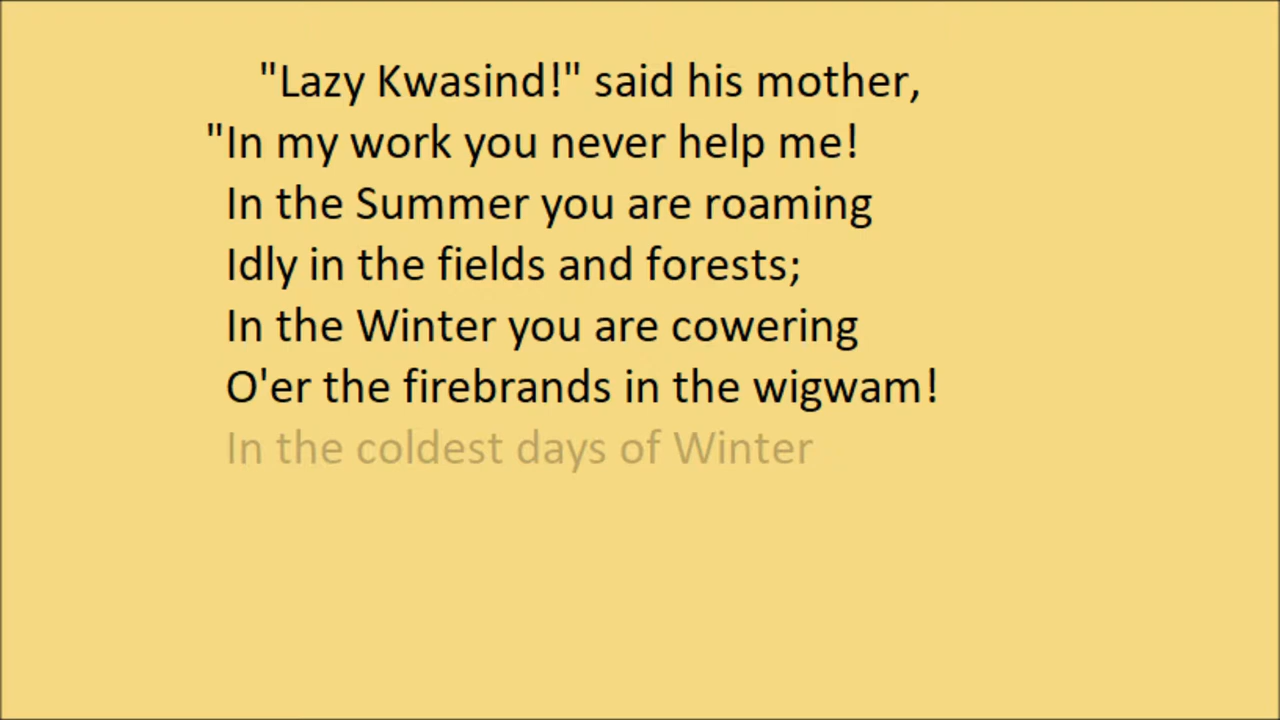 "Lazy Kwasind!" said his mother,
"In my work you never help me!
In the Summer you are roaming
Idly in the fields and forests;
In the Winter you are cowering
O'er the firebrands in the wigwam!
In the coldest days of Winter